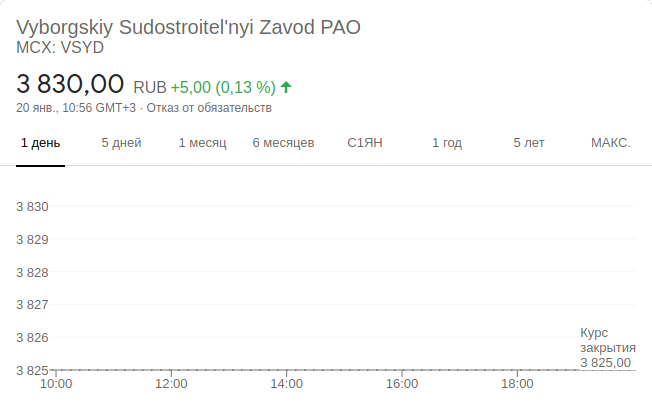 Vyborgskiy Sudostroitel'nyi Zavod PAO
MCX: VSYD
3 830,00 RUB +5,00 (0,13 %)
20 янв., 10:56 GMT+3 · Отказ от обязательств
1 день 5 дней 1 месяц 6 месяцев С1ЯН 1 год 5 лет МАКС.
3 830
3 829
3 828
3 827
3 826
Курс
закрытия
3 825,00
3 825
10:00 12:00 14:00 16:00 18:00